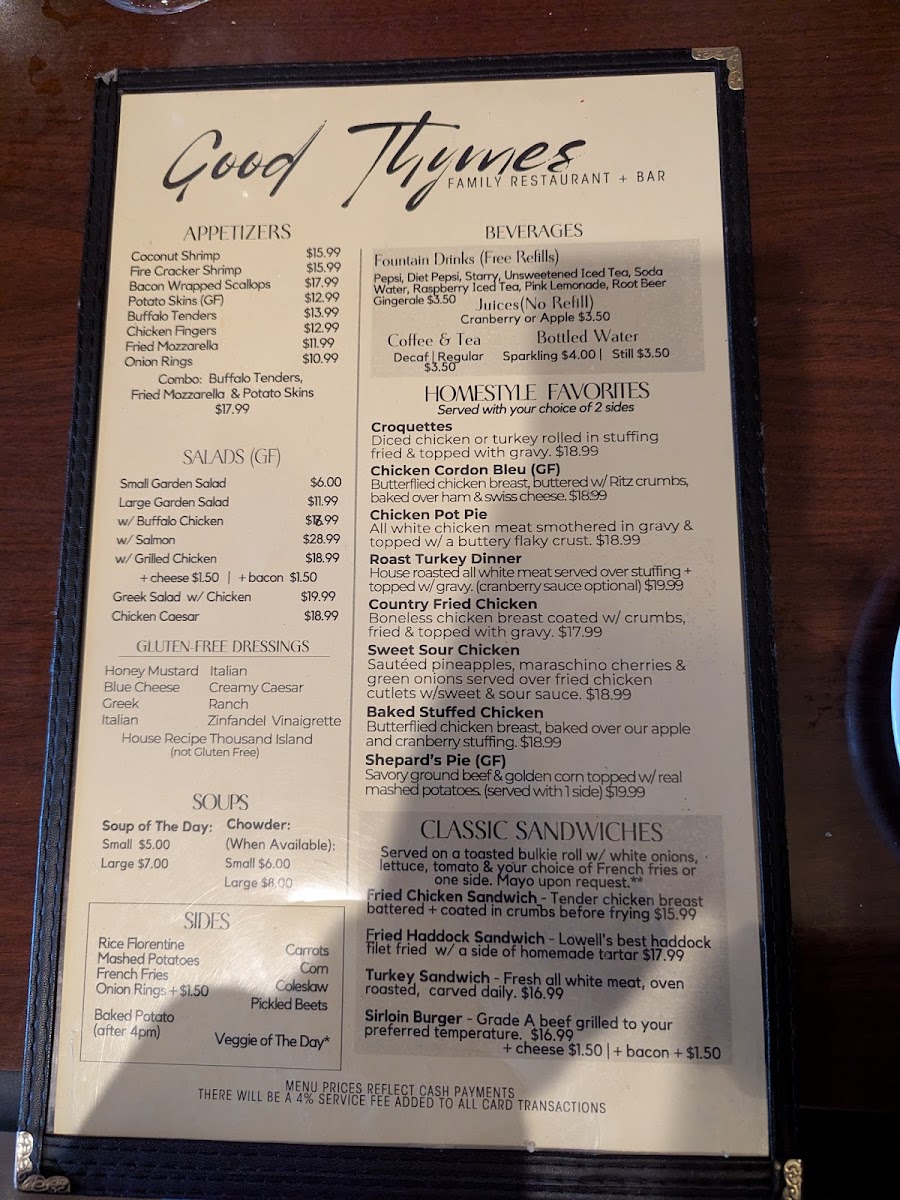 Good Thymes
FAMILY RESTAURANT + BAR
APPETIZERS
Coconut Shrimp $15.99
Fire Cracker Shrimp $15.99
Bacon Wrapped Scallops $17.99
Potato Skins (GF) $12.99
Buffalo Tenders $13.99
Chicken Fingers $12.99
Fried Mozzarella $11.99
Onion Rings $10.99
Combo: Buffalo Tenders,
Fried Mozzarella & Potato Skins
$17.99
SALADS (GF)
Small Garden Salad $6.00
Large Garden Salad $11.99
w/ Buffalo Chicken
w/ Salmon $28.99
w/ Grilled Chicken $18.99
+ cheese $1.50 | + bacon $1.50
Greek Salad w/ Chicken $19.99
Chicken Caesar $18.99
GLUTEN-FREE DRESSINGS
Honey Mustard Italian
Blue Cheese Creamy Caesar
Greek Ranch
Italian Zinfandel Vinaigrette
House Recipe Thousand Island
(not Gluten Free)
SOUPS
Soup of The Day:
Small $5.00
Large $7.00
Chowder:
(When Available):
Small $6.00
Large $8.00
SIDES
Rice Florentine
Mashed Potatoes
French Fries
Onion Rings + $1.50
Baked Potato
(after 4pm)
Carrots
Corn
Coleslaw
Pickled Beets
Veggie of The Day*
BEVERAGES
Fountain Drinks (Free Refills)
Pepsi, Diet Pepsi, Starry, Unsweetened Iced Tea, Soda
Water, Raspberry Iced Tea, Pink Lemonade, Root Beer
Gingerale $3.50
Juices(No Refill)
Cranberry or Apple $3.50
Coffee & Tea
Decaf | Regular
$3.50
Bottled Water
Sparkling $4.00 | Still $3.50
HOMESTYLE FAVORITES
Served with your choice of 2 sides
Croquettes
Diced chicken or turkey rolled in stuffing
fried & topped with gravy. $18.99
Chicken Cordon Bleu (GF)
Butterflied chicken breast, buttered w/ Ritz crumbs,
baked over ham & swiss cheese. $18.99
Chicken Pot Pie
All white chicken meat smothered in gravy &
topped w/ a buttery flaky crust. $18.99
Roast Turkey Dinner
House roasted all white meat served over stuffing +
topped w/ gravy. (cranberry sauce optional) $19.99
Country Fried Chicken
Boneless chicken breast coated w/ crumbs,
fried & topped with gravy. $17.99
Sweet Sour Chicken
Sautéed pineapples, maraschino cherries &
green onions served over fried chicken
cutlets w/sweet & sour sauce. $18.99
Baked Stuffed Chicken
Butterflied chicken breast, baked over our apple
and cranberry stuffing. $18.99
Shepard's Pie (GF)
Savory ground beef & golden corn topped w/ real
mashed potatoes. (served with 1 side) $19.99
CLASSIC SANDWICHES
Served on a toasted bulkie roll w/ white onions,
lettuce, tomato & your choice of French fries or
one side. Mayo upon request.**
Fried Chicken Sandwich - Tender chicken breast
battered + coated in crumbs before frying $15.99
Fried Haddock Sandwich - Lowell's best haddock
filet fried w/ a side of homemade tartar $17.99
Turkey Sandwich - Fresh all white meat, oven
roasted, carved daily. $16.99
Sirloin Burger - Grade A beef grilled to your
preferred temperature. $16.99
+ cheese $1.50 | + bacon + $1.50
MENU PRICES REFLECT CASH PAYMENTS
THERE WILL BE A 4% SERVICE FEE ADDED TO ALL CARD TRANSACTIONS